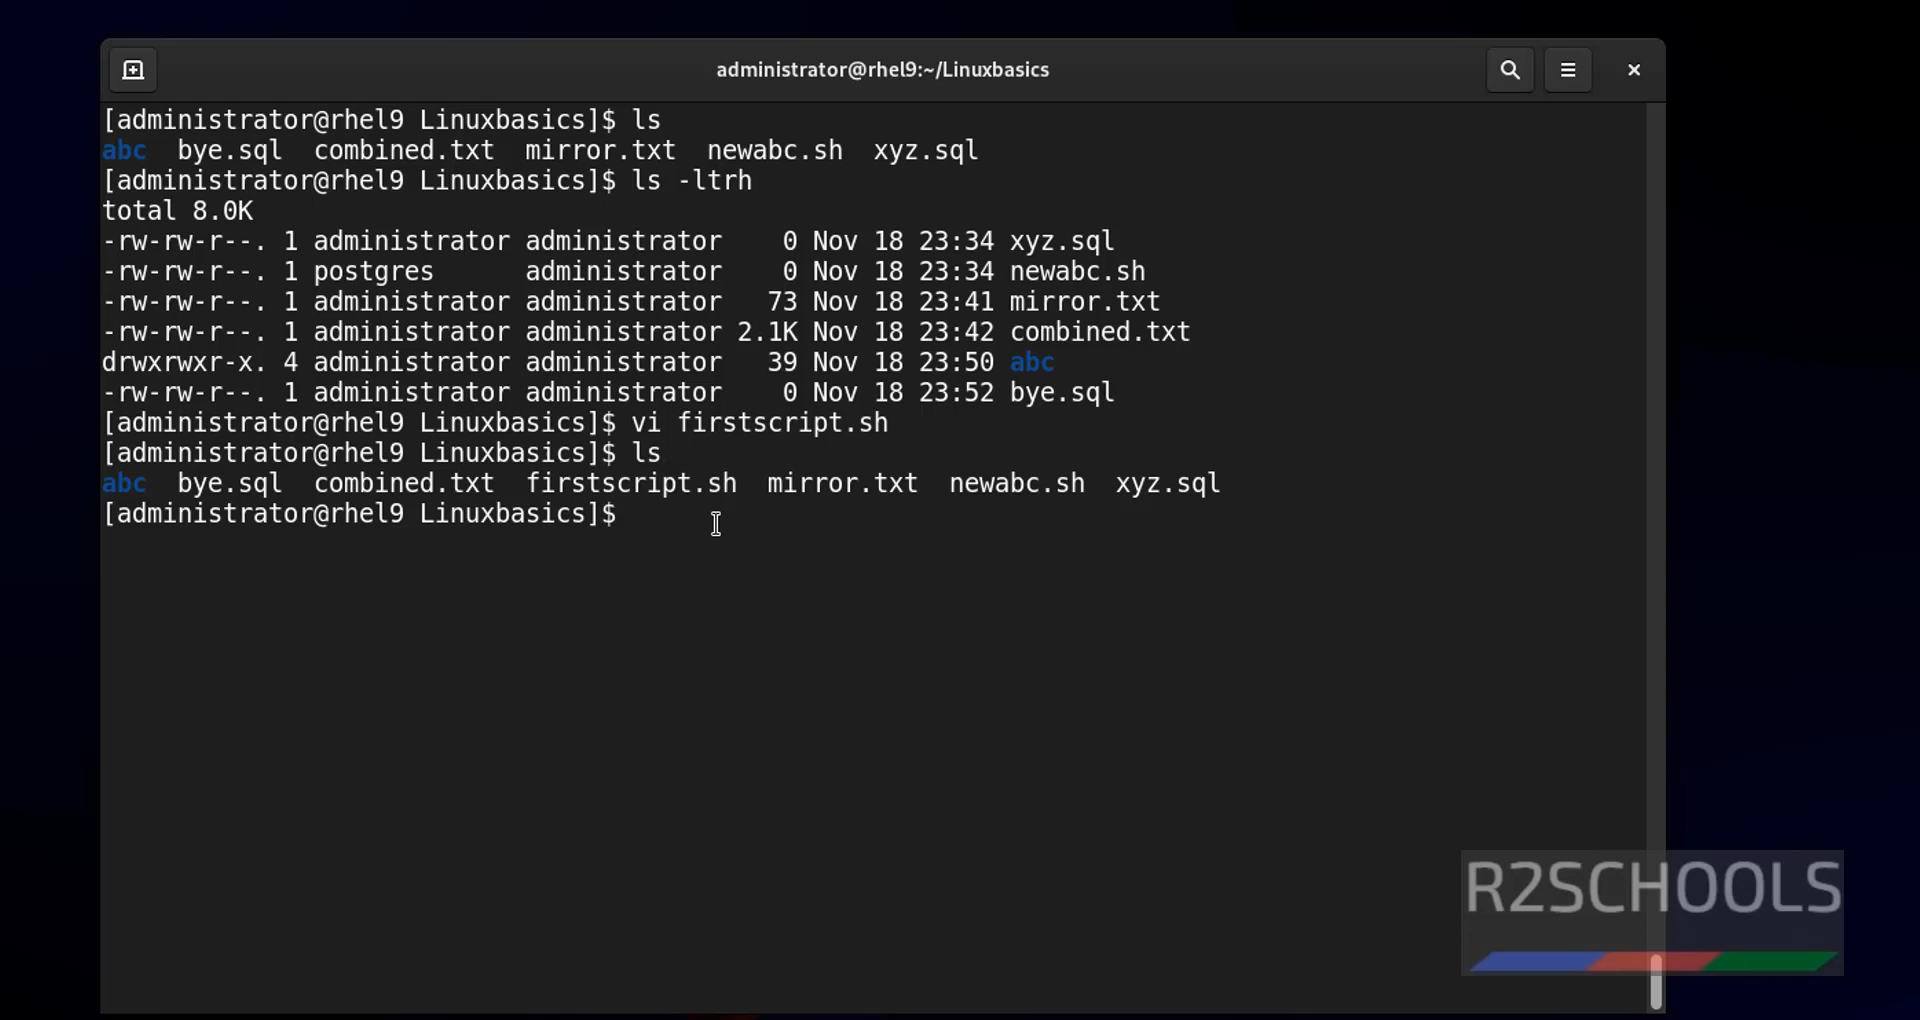 administrator@rhel9:~/Linuxbasics
[administrator@rhel9 Linuxbasics]$ ls
abc  bye.sql  combined.txt  mirror.txt  newabc.sh  xyz.sql
[administrator@rhel9 Linuxbasics]$ ls -ltrh
total 8.0K
-rw-rw-r--. 1 administrator administrator    0 Nov 18 23:34 xyz.sql
-rw-rw-r--. 1 postgres      administrator    0 Nov 18 23:34 newabc.sh
-rw-rw-r--. 1 administrator administrator   73 Nov 18 23:41 mirror.txt
-rw-rw-r--. 1 administrator administrator 2.1K Nov 18 23:42 combined.txt
drwxrwxr-x. 4 administrator administrator   39 Nov 18 23:50 abc
-rw-rw-r--. 1 administrator administrator    0 Nov 18 23:52 bye.sql
[administrator@rhel9 Linuxbasics]$ vi firstscript.sh
[administrator@rhel9 Linuxbasics]$ ls
abc  bye.sql  combined.txt  firstscript.sh  mirror.txt  newabc.sh  xyz.sql
[administrator@rhel9 Linuxbasics]$
R2SCHOOLS